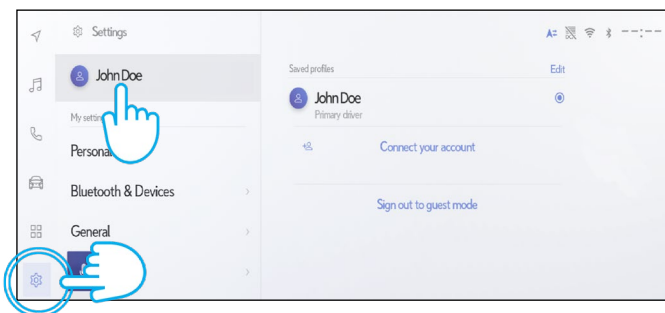 Settings
A
--:--
John Doe
Saved profiles
Edit
John Doe
Primary driver
My settin
Persona
Connect your account
Bluetooth & Devices
Sign out to guest mode
General